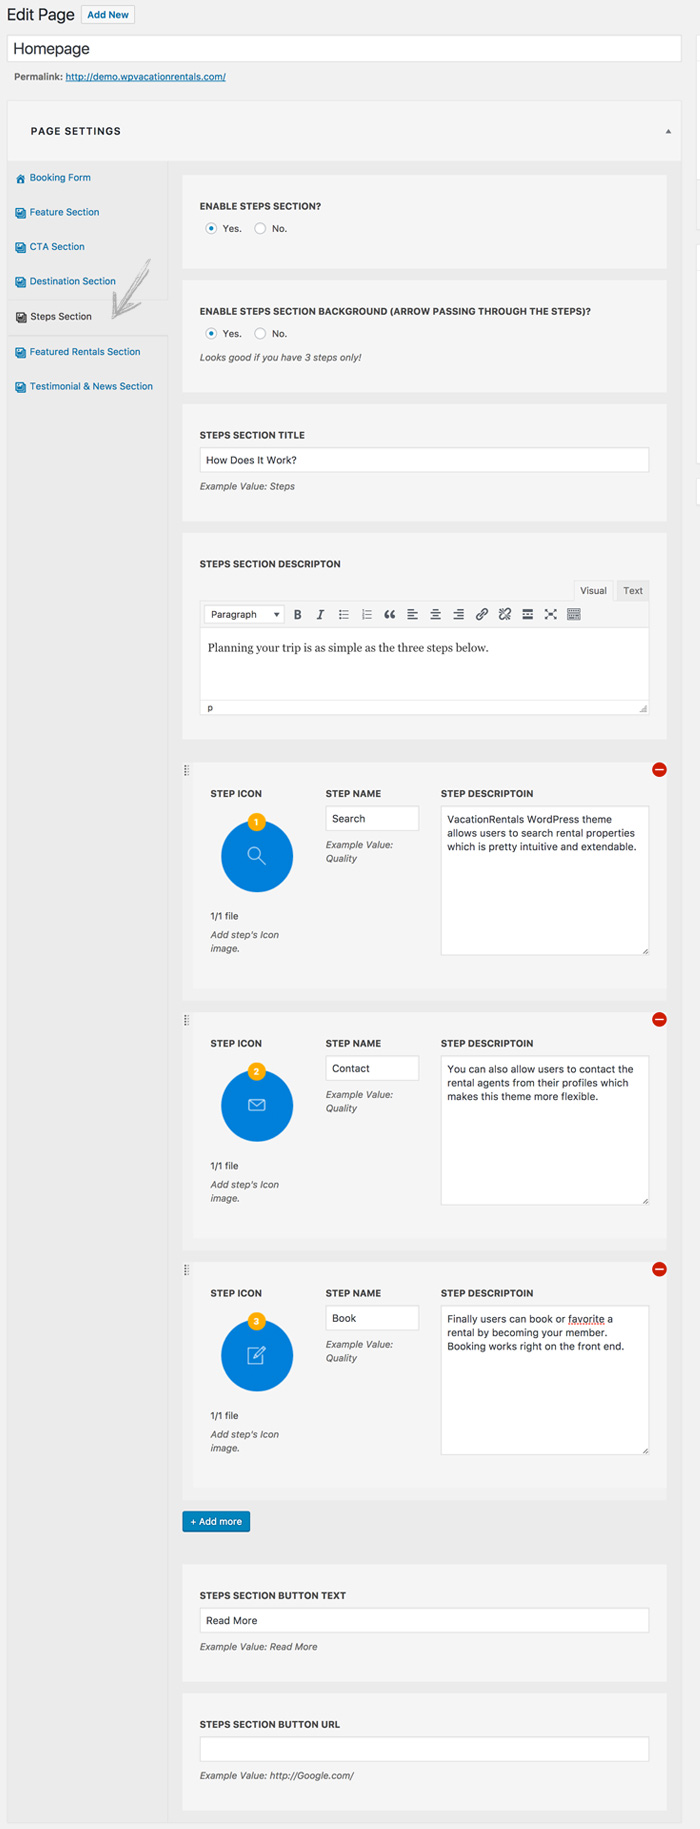 Edit Page Add New
Homepage
Permalink: http://demo.wpvacationrentals.com/
PAGE SETTINGS
Booking Form
Feature Section
CTA Section
Destination Section
Steps Section
Featured Rentals Section
Testimonial & News Section
ENABLE STEPS SECTION?
Yes. No.
ENABLE STEPS SECTION BACKGROUND (ARROW PASSING THROUGH THE STEPS)?
Yes. No.
Looks good if you have 3 steps only!
STEPS SECTION TITLE
How Does It Work?
Example Value: Steps
STEPS SECTION DESCRIPTON
Visual Text
Paragraph B I
Planning your trip is as simple as the three steps below.
p
STEP ICON
1
1/1 file
Add step's Icon
image.
STEP NAME
Search
Example Value:
Quality
STEP DESCRIPTOIN
VacationRentals WordPress theme
allows users to search rental properties
which is pretty intuitive and extendable.
STEP ICON
2
1/1 file
Add step's Icon
image.
STEP NAME
Contact
Example Value:
Quality
STEP DESCRIPTOIN
You can also allow users to contact the
rental agents from their profiles which
makes this theme more flexible.
STEP ICON
3
1/1 file
Add step's Icon
image.
STEP NAME
Book
Example Value:
Quality
STEP DESCRIPTOIN
Finally users can book or favorite a
rental by becoming your member.
Booking works right on the front end.
+ Add more
STEPS SECTION BUTTON TEXT
Read More
Example Value: Read More
STEPS SECTION BUTTON URL
Example Value: http://Google.com/